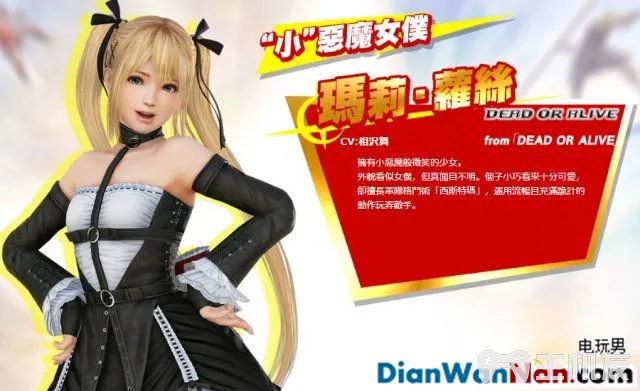 “小”惡魔女僕
瑪莉·蘿絲
DEAD OR ALIVE
CV:相沢舞
from「DEAD OR ALIVE
擁有小惡魔般微笑的少女。
外貌看似女僕，但真面目不明。個子小巧看來十分可愛，
卻擅長軍隊格鬥術「西斯特瑪」，運用流暢且充滿詭計的
動作玩弄敵手。
电玩男
DianWanNan.com